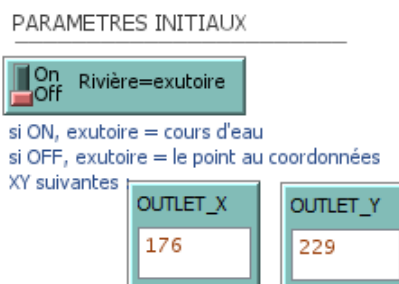 PARAMETRES INITIAUX
On
Off
Rivière=exutoire
si ON, exutoire = cours d'eau
si OFF, exutoire = le point au coordonnées
XY suivantes :
OUTLET_X
OUTLET_Y
176
229